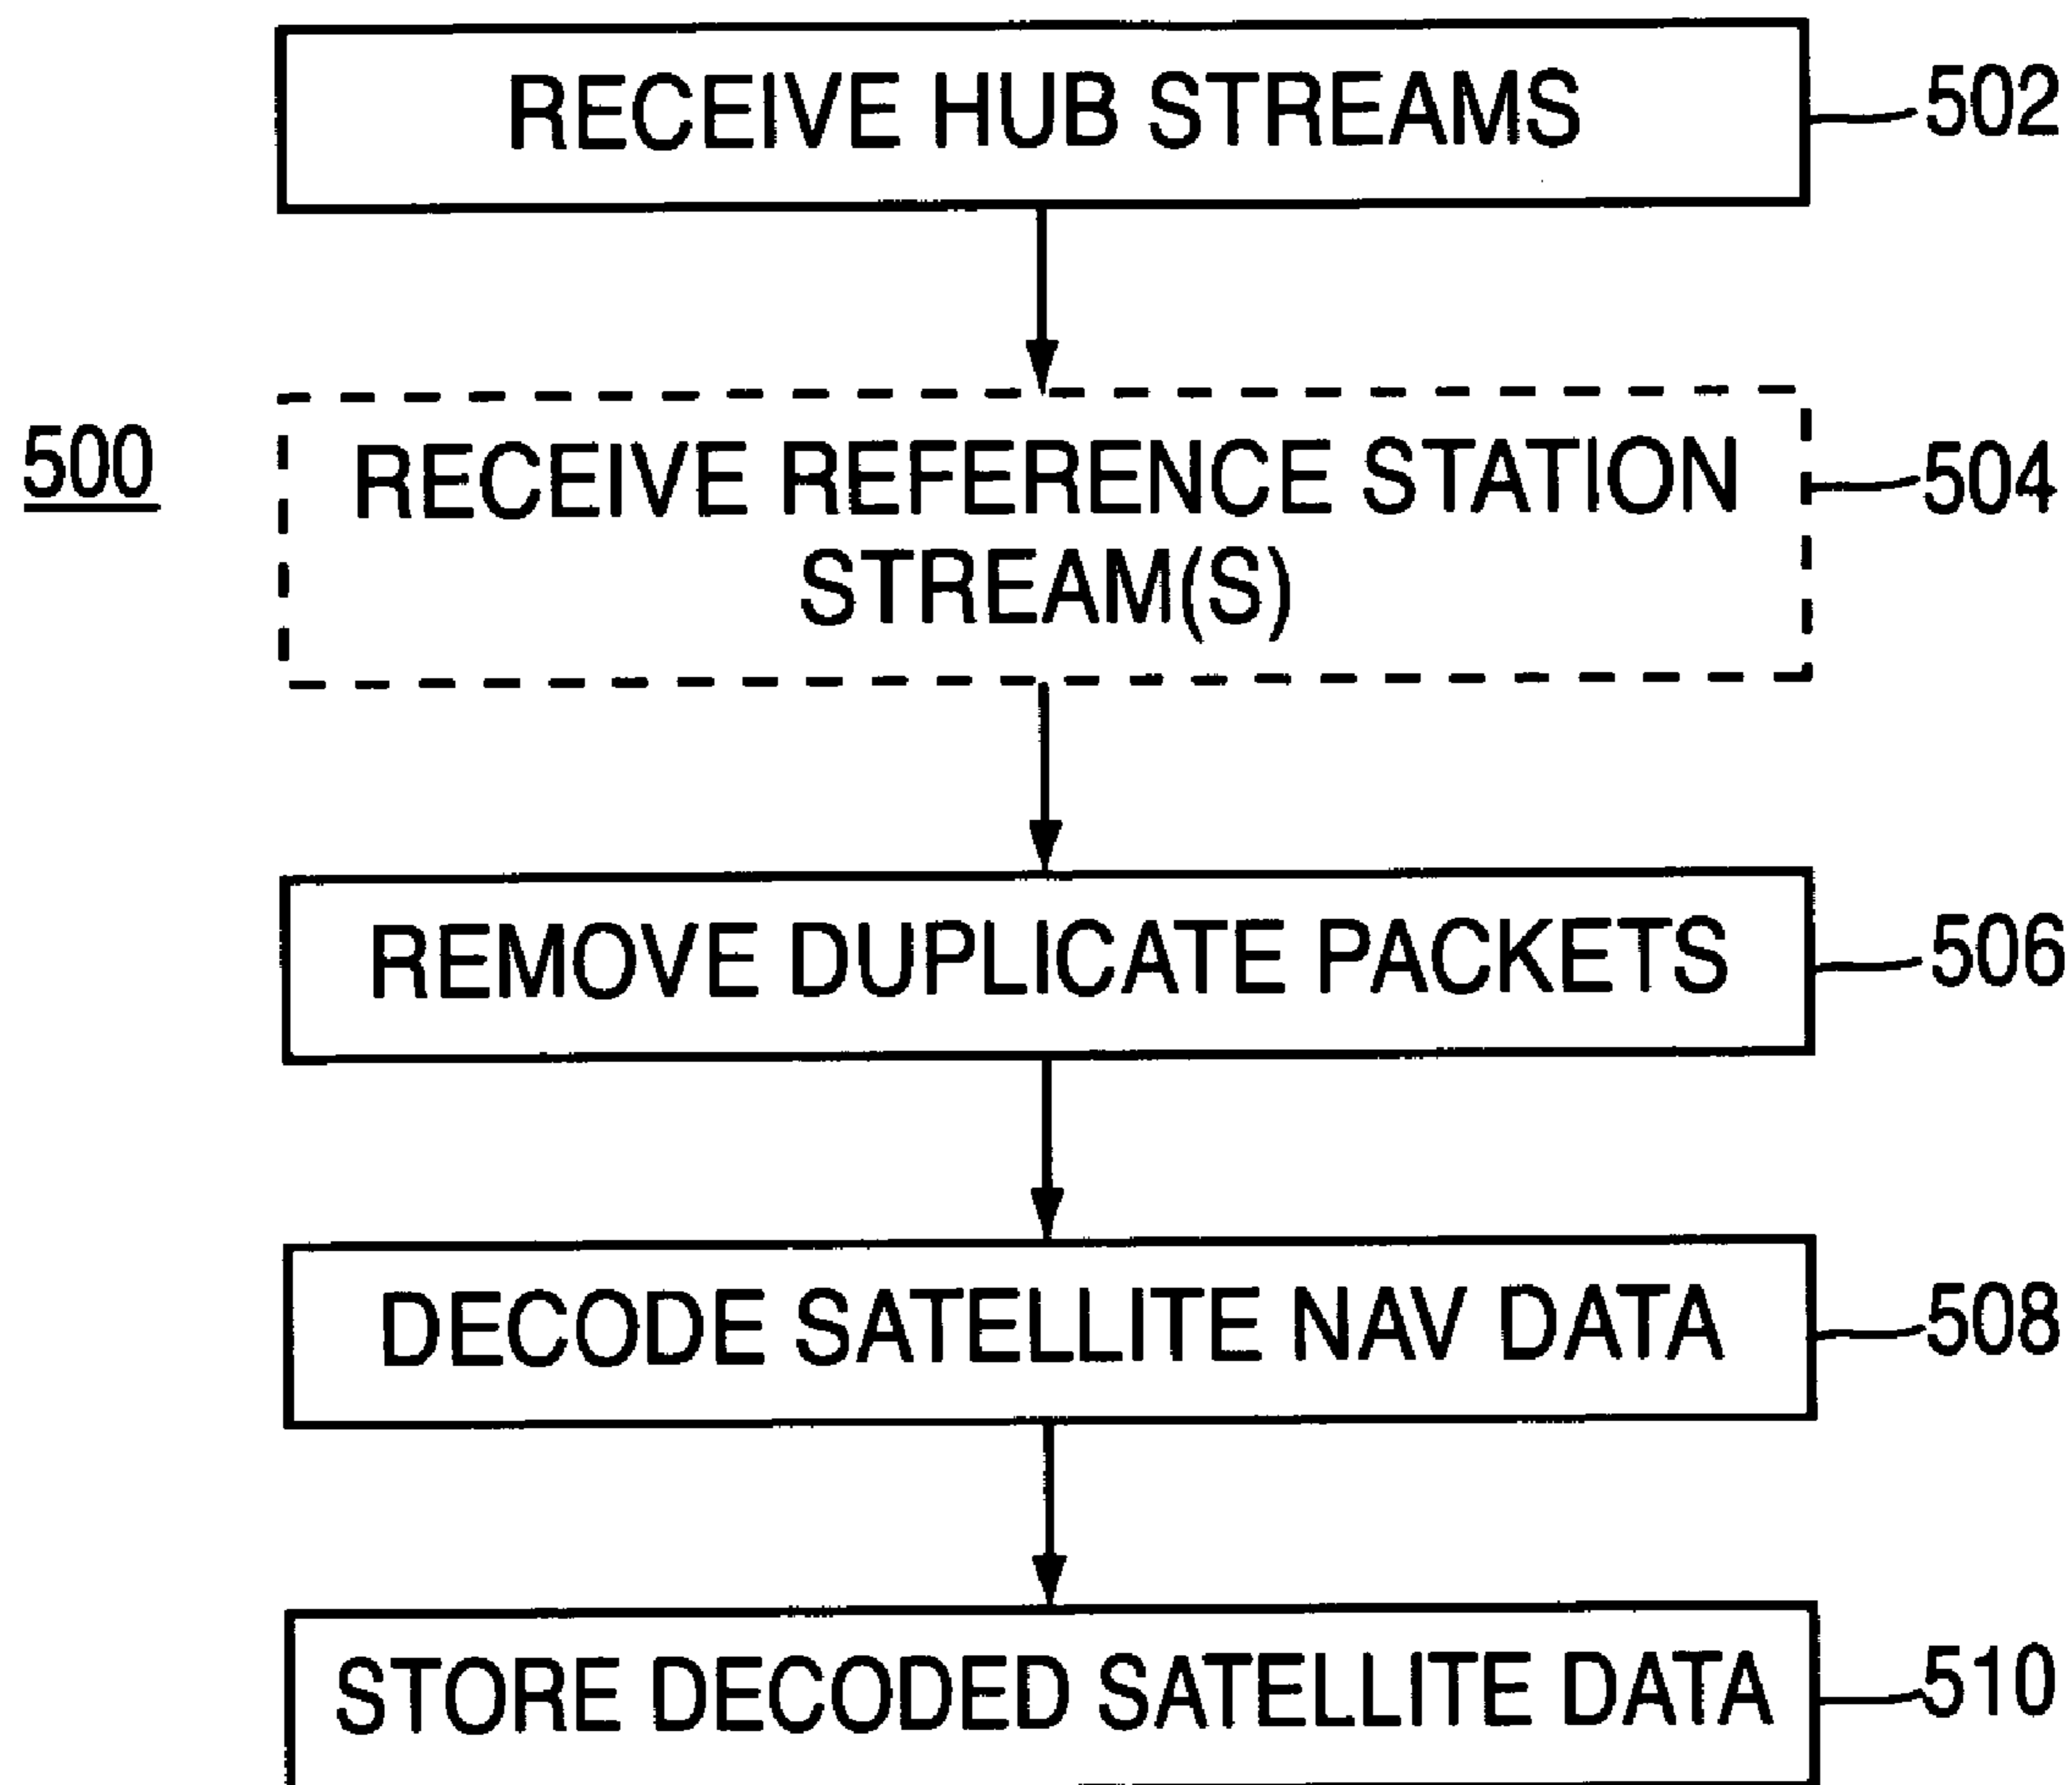 RECEIVE HUB STREAMS
502
500
RECEIVE REFERENCE STATION
STREAM(S)
504
REMOVE DUPLICATE PACKETS
506
DECODE SATELLITE NAV DATA
508
STORE DECODED SATELLITE DATA
510